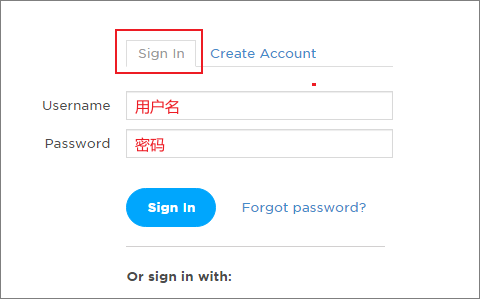 Sign In Create Account
Username 用户名
Password 密码
Sign In Forgot password?
Or sign in with: